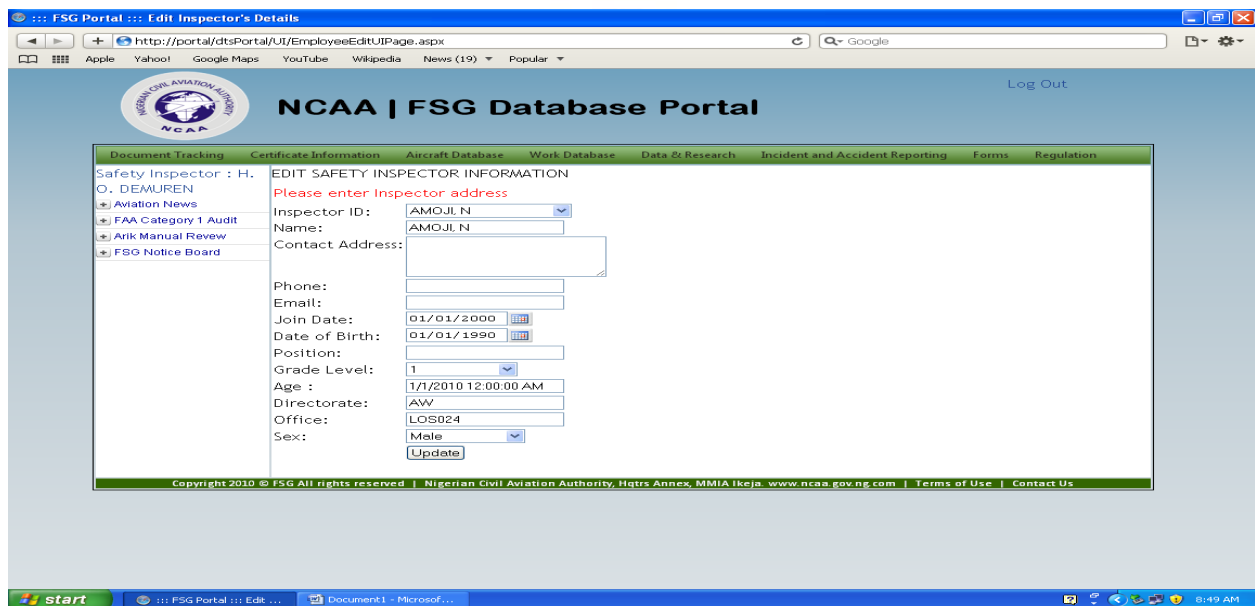 ::: FSG Portal ::: Edit Inspector's Details
http://portal/dtsPortal/UI/EmployeeEditUIPage.aspx
Google
Apple Yahoo! Google Maps YouTube Wikipedia News (19) Popular
Log Out
NIGERIAN CIVIL AVIATION AUTHORITY
NCAA
NCAA | FSG Database Portal
Document Tracking Certificate Information Aircraft Database Work Database Data & Research Incident and Accident Reporting Forms Regulation
Safety Inspector : H.
O. DEMUREN
Aviation News
FAA Category 1 Audit
Arik Manual Revew
FSG Notice Board
EDIT SAFETY INSPECTOR INFORMATION
Please enter Inspector address
Inspector ID: AMOJI, N
Name: AMOJI, N
Contact Address:
Phone:
Email:
Join Date: 01/01/2000
Date of Birth: 01/01/1990
Position:
Grade Level: 1
Age : 1/1/2010 12:00:00 AM
Directorate: AW
Office: LOS024
Sex: Male
Update
Copyright 2010 © FSG All rights reserved | Nigerian Civil Aviation Authority, Hqtrs Annex, MMIA Ikeja. www.ncaa.gov.ng.com | Terms of Use | Contact Us
start ::: FSG Portal ::: Edit ... Document1 - Microsof... 8:49 AM